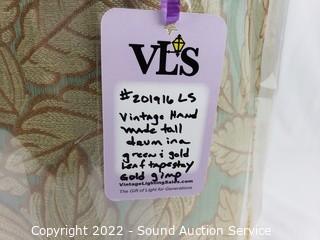 VLS
#201916 LS
Vintage Hand
made tall
drum in a
green & gold
Leaf tapestry
Gold gimp
VintageLightingSales.com
The Gift of Light for Generations
Copyright 2022 - Sound Auction Service